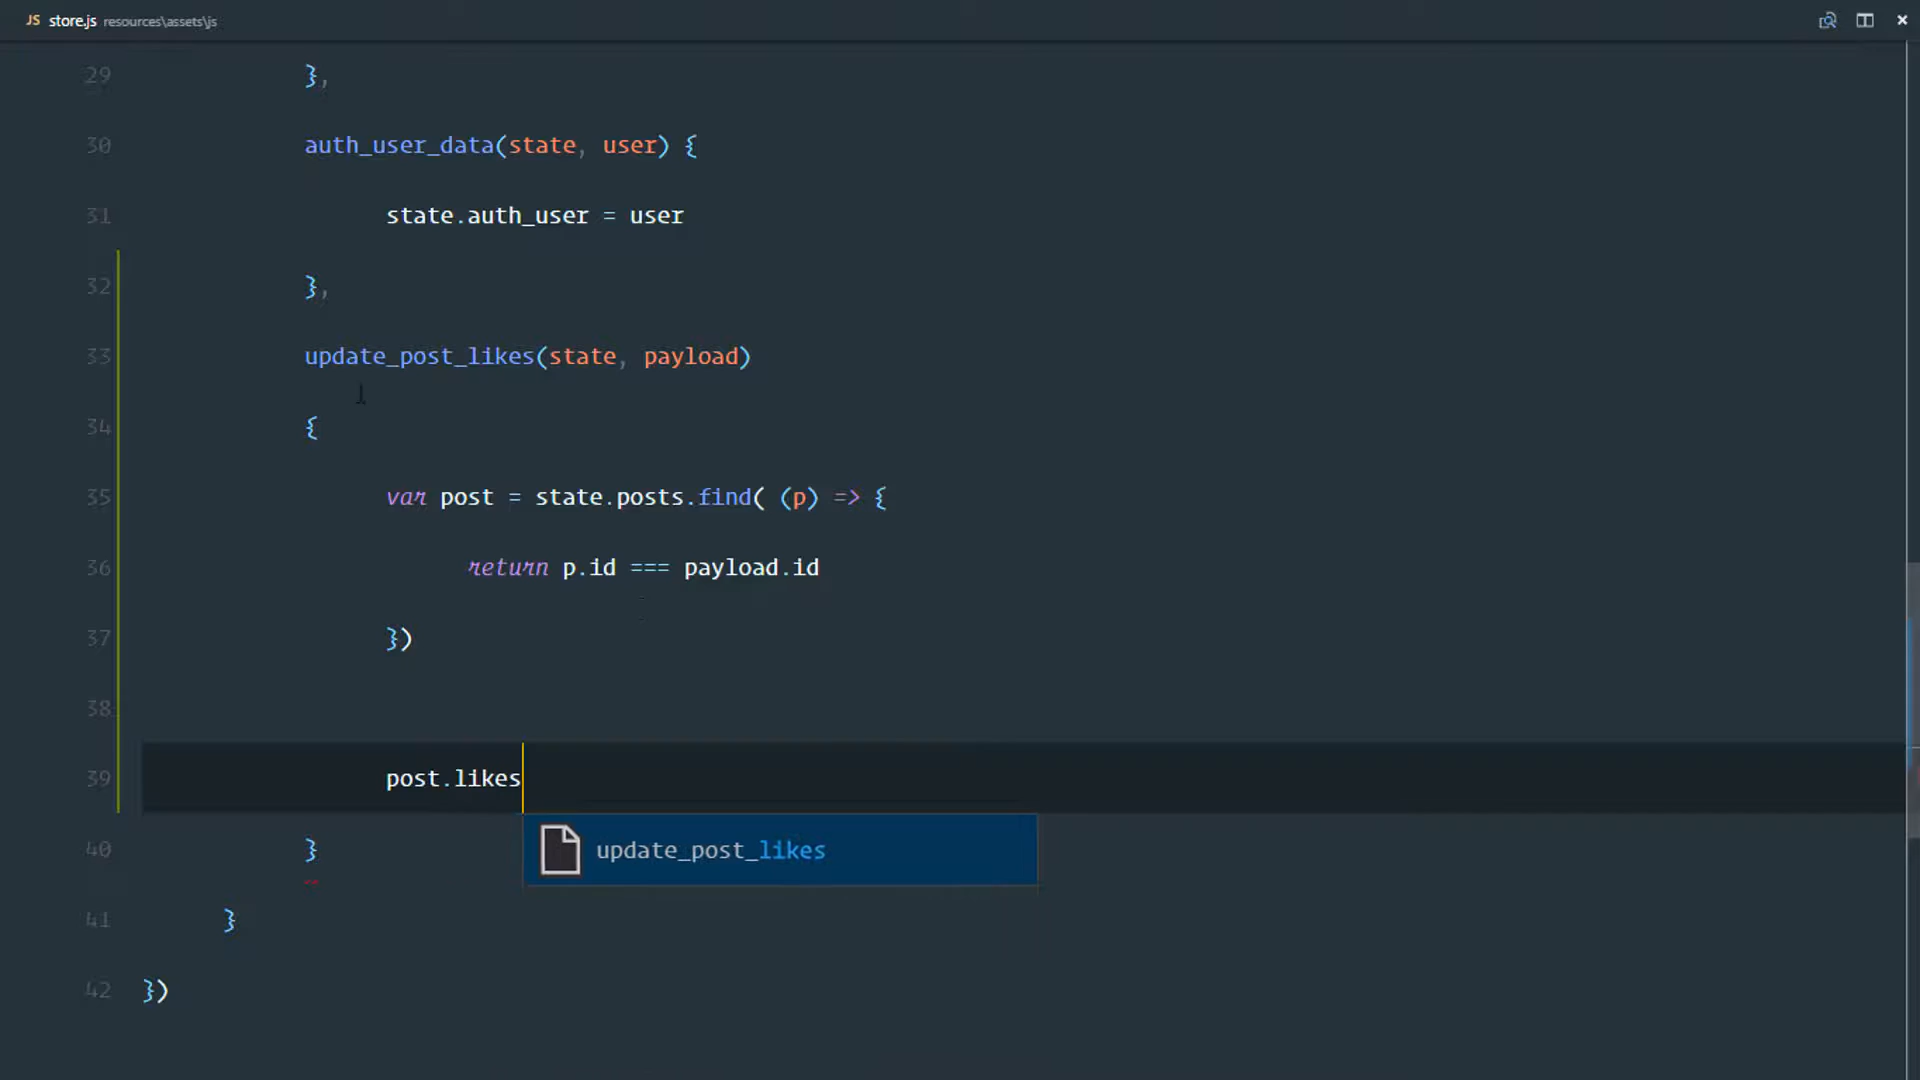 JS store.js resources\assets\js
29 },
30 auth_user_data(state, user) {
31 state.auth_user = user
32 },
33 update_post_likes(state, payload)
34 {
35 var post = state.posts.find( (p) => {
36 return p.id === payload.id
37 })
38
39 post.likes
update_post_likes
40 }
41 }
42 })